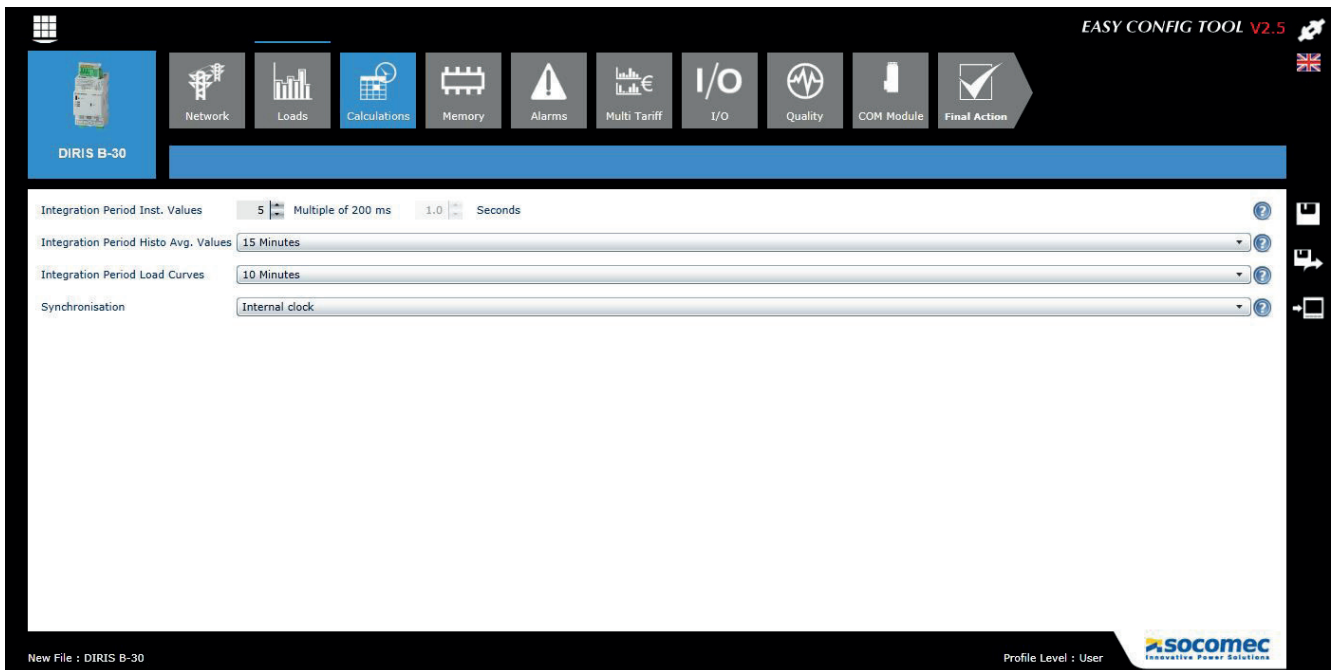 EASY CONFIG TOOL V2.5
Network
Loads
Calculations
Memory
Alarms
Multi Tariff
I/O
I/O
Quality
COM Module
Final Action
DIRIS B-30
Integration Period Inst. Values 5 Multiple of 200 ms 1.0 Seconds
Integration Period Histo Avg. Values 15 Minutes
Integration Period Load Curves 10 Minutes
Synchronisation Internal clock
New File : DIRIS B-30
Profile Level : User
socomec
Innovative Power Solutions